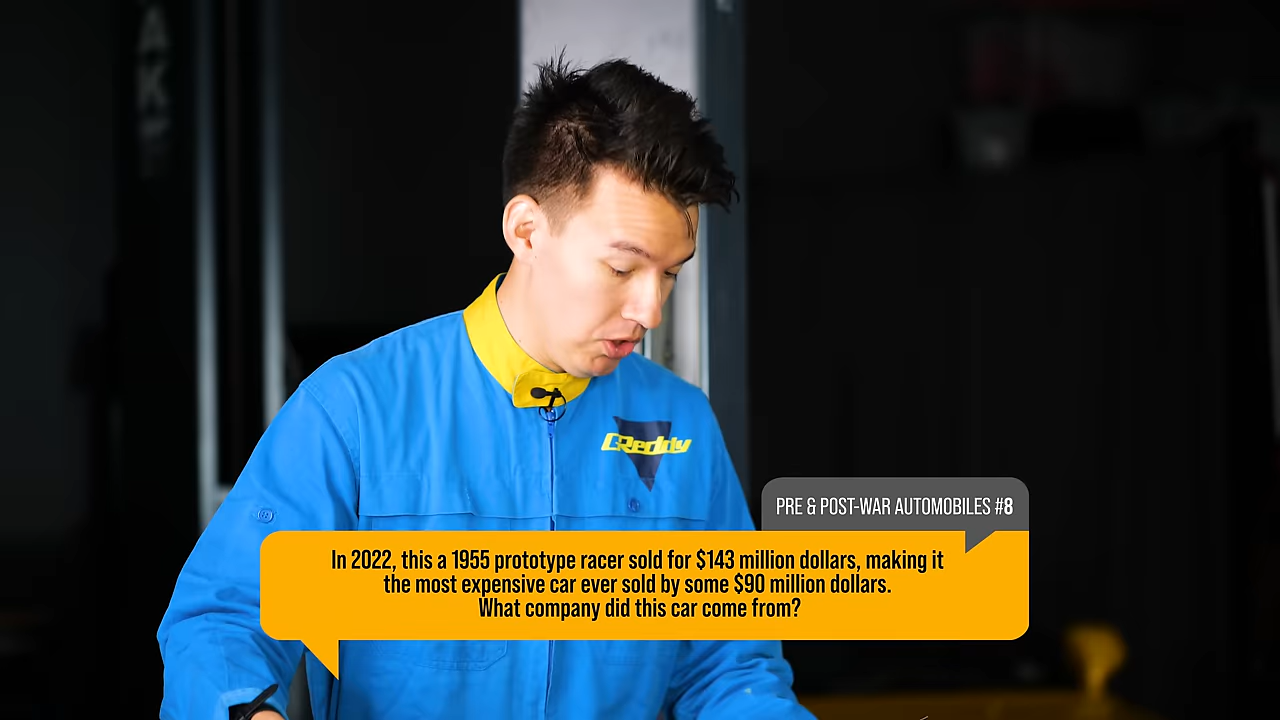 GReddy
PRE & POST-WAR AUTOMOBILES #8
In 2022, this a 1955 prototype racer sold for $143 million dollars, making it
the most expensive car ever sold by some $90 million dollars.
What company did this car come from?